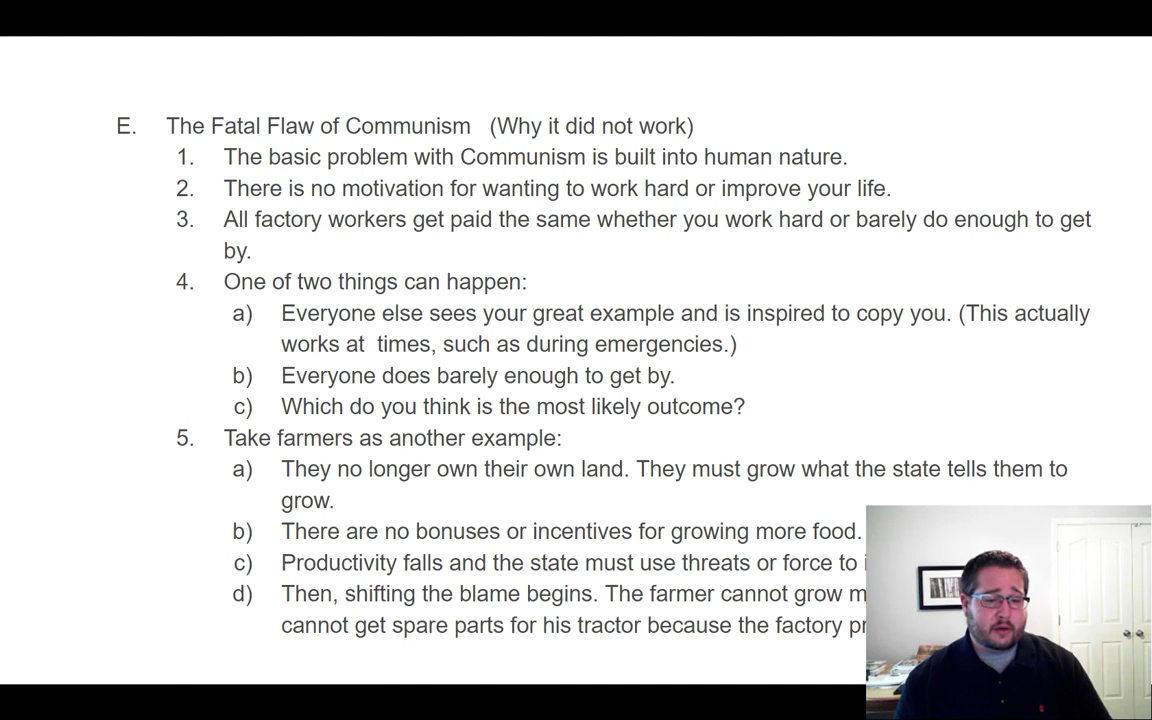 E. The Fatal Flaw of Communism (Why it did not work)
1. The basic problem with Communism is built into human nature.
2. There is no motivation for wanting to work hard or improve your life.
3. All factory workers get paid the same whether you work hard or barely do enough to get
by.
4. One of two things can happen:
a) Everyone else sees your great example and is inspired to copy you. (This actually
works at times, such as during emergencies.)
b) Everyone does barely enough to get by.
c) Which do you think is the most likely outcome?
5. Take farmers as another example:
a) They no longer own their own land. They must grow what the state tells them to
grow.
b) There are no bonuses or incentives for growing more food.
c) Productivity falls and the state must use threats or force to
d) Then, shifting the blame begins. The farmer cannot grow
cannot get spare parts for his tractor because the factory